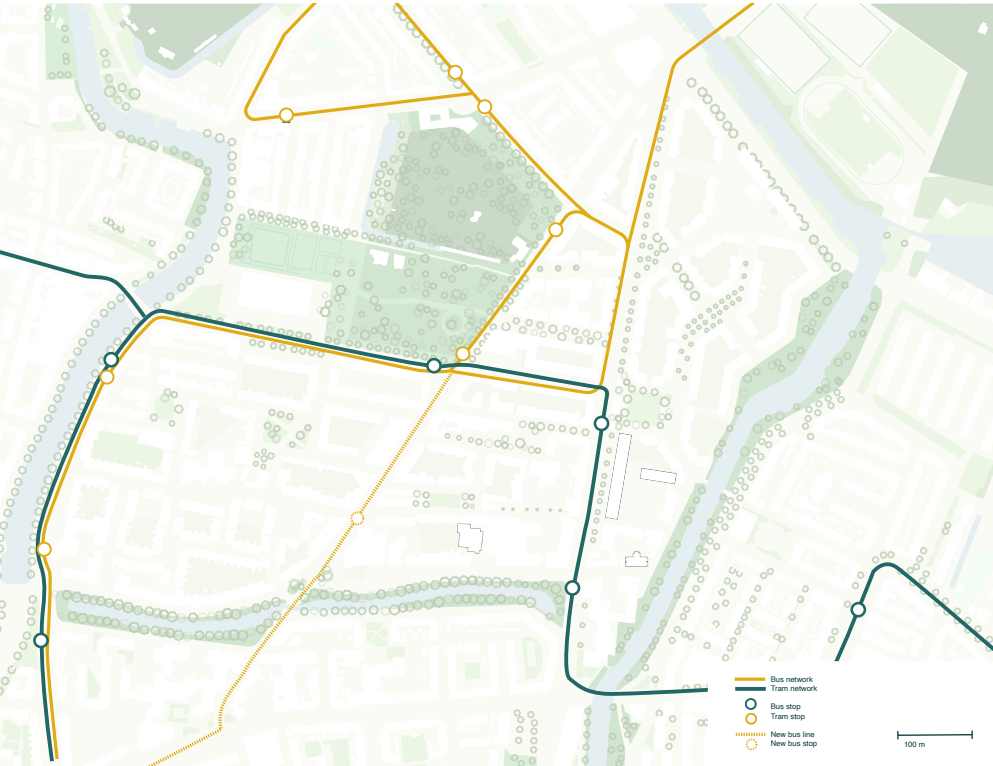 Bus network
Tram network
Bus stop
Tram stop
New bus line
New bus stop
100 m